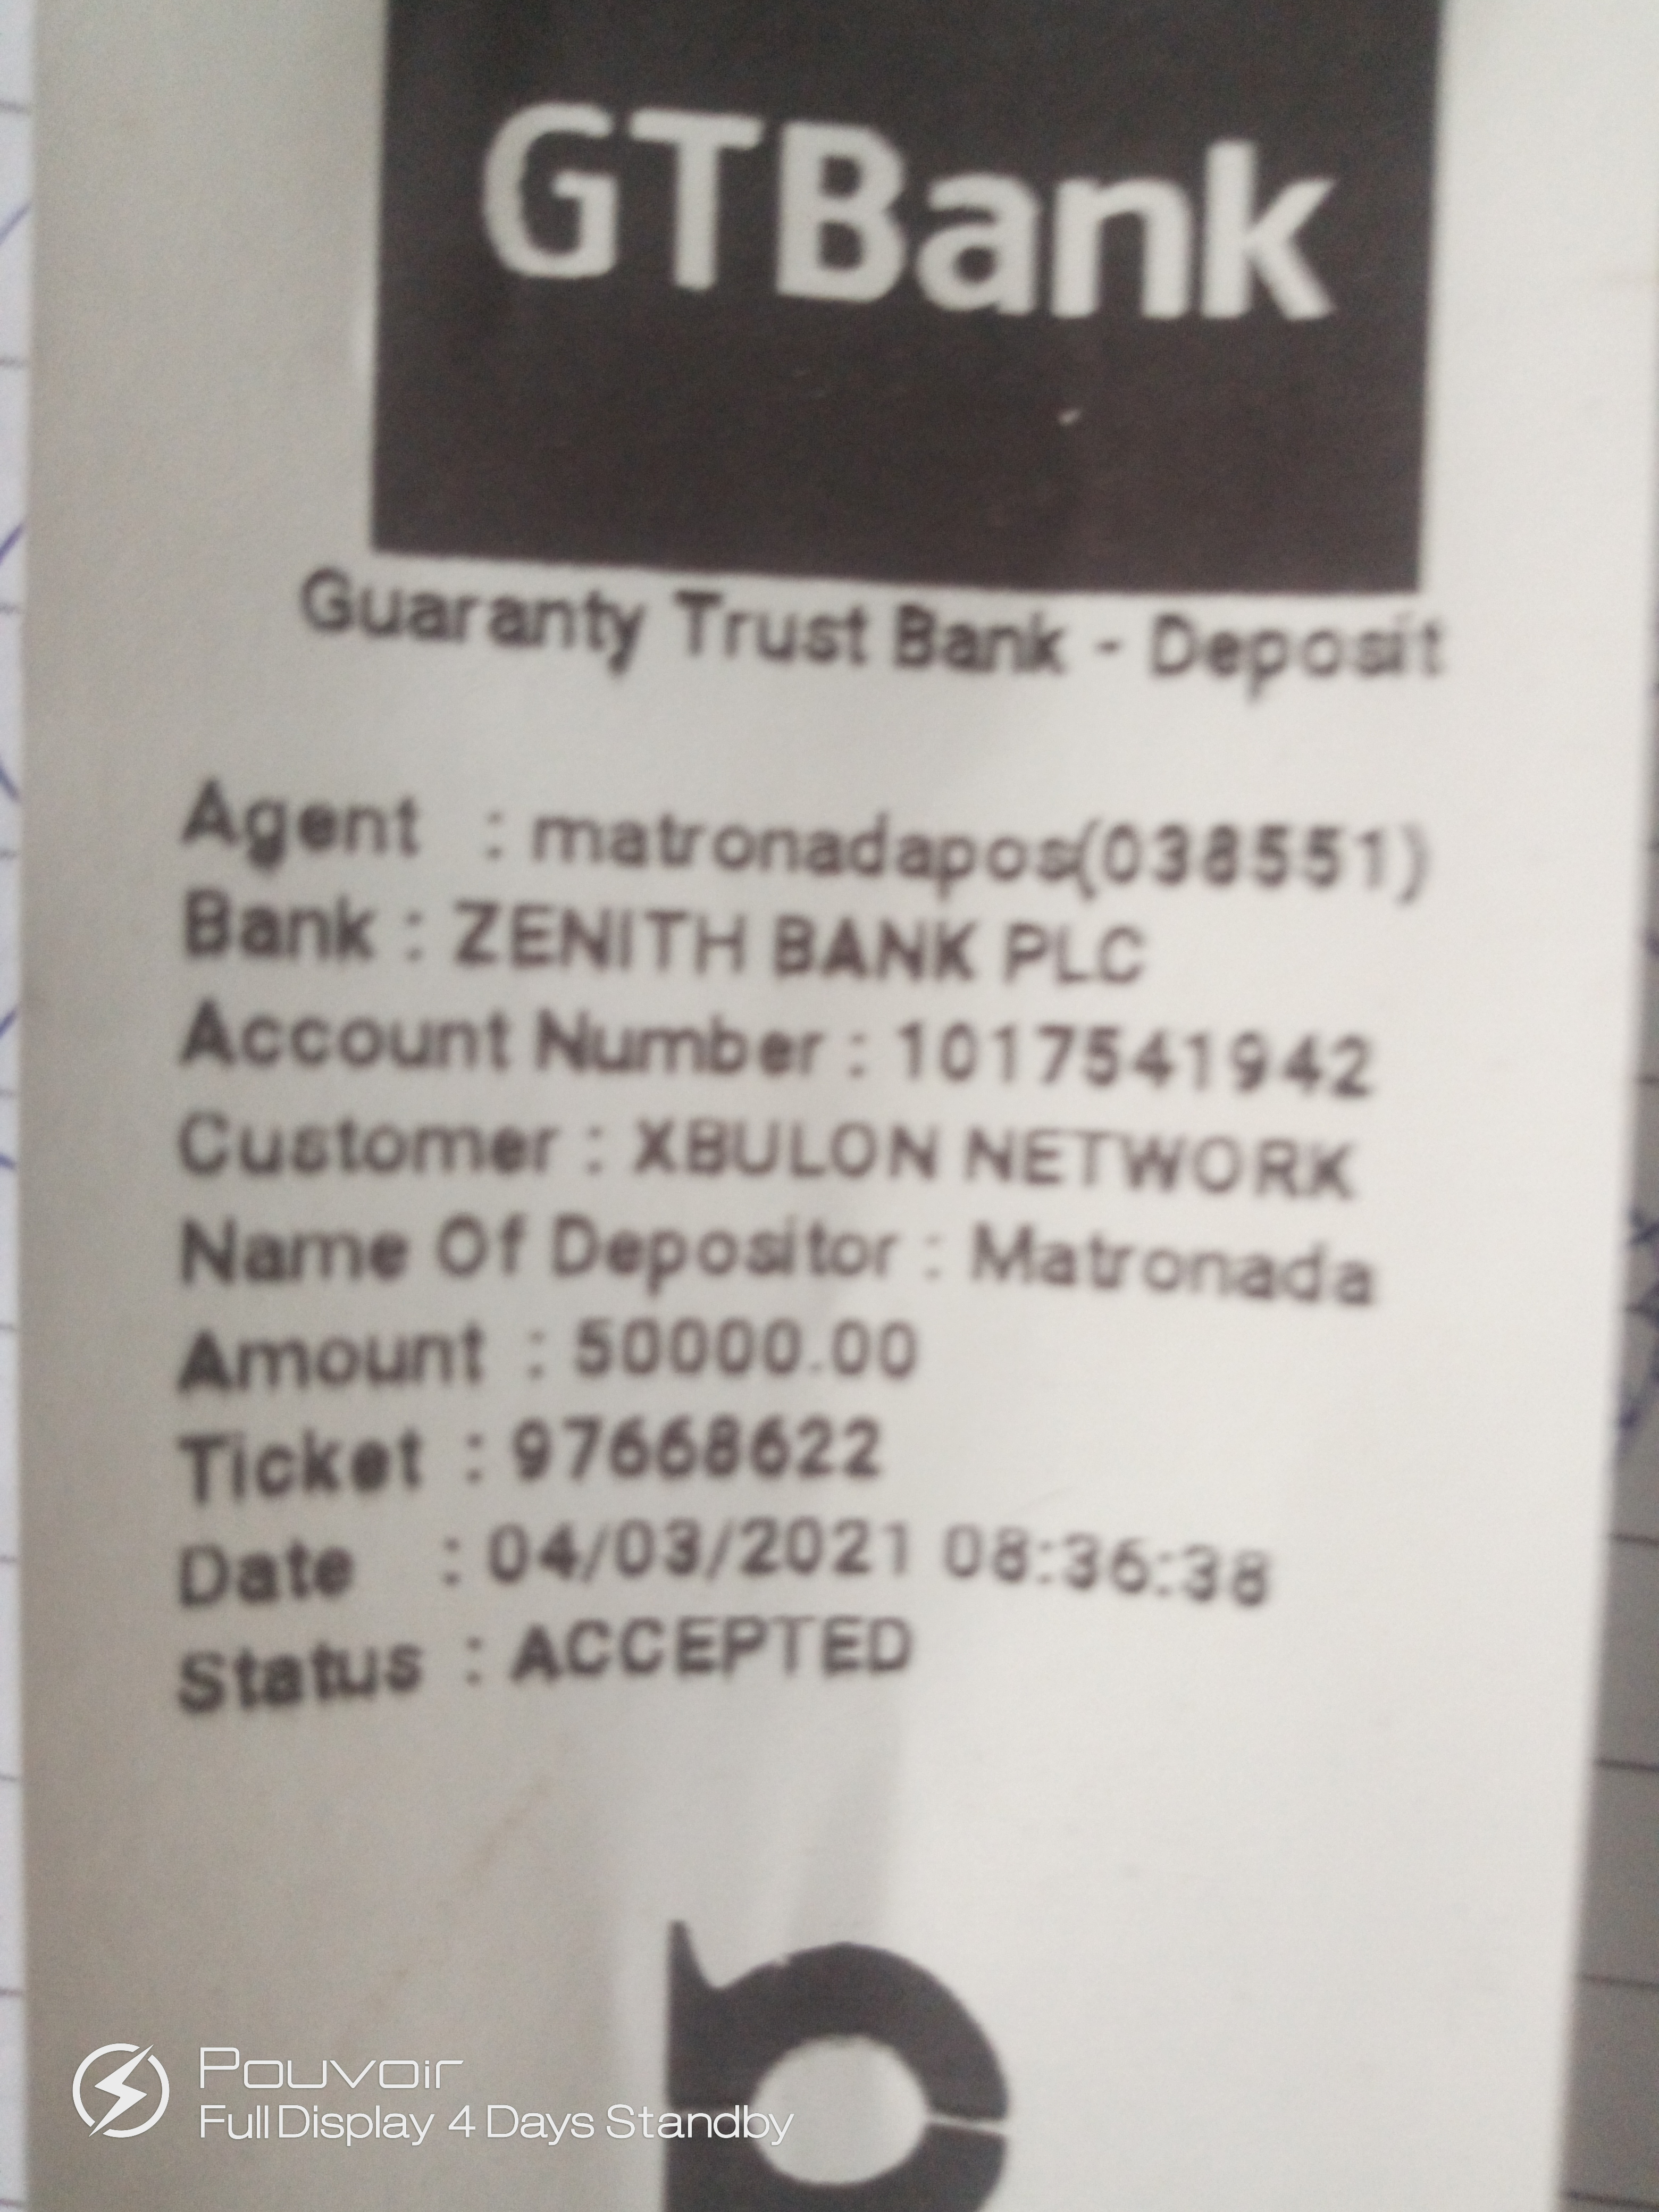 GTBank
Guaranty Trust Bank - Deposit
Agent : matronadapos(038551)
Bank : ZENITH BANK PLC
Account Number : 1017541942
Customer : XBULON NETWORK
Name Of Depositor : Matronada
Amount : 50000.00
Ticket : 97668622
Date : 04/03/2021 08:36:38
Status : ACCEPTED
Pouvoir
Full Display 4 Days Standby